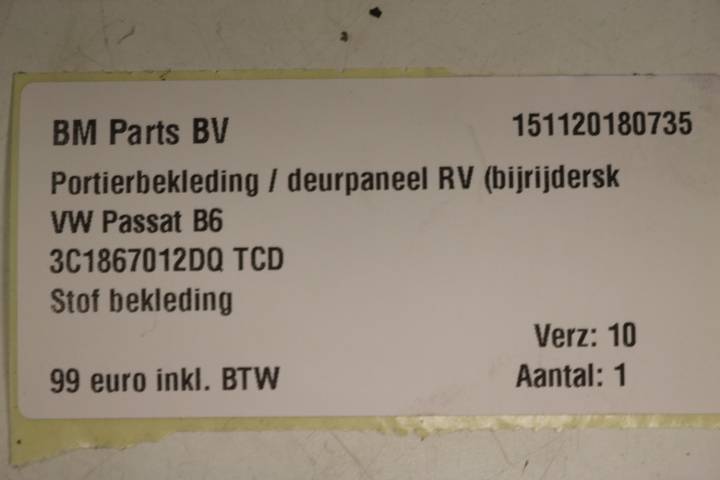 BM Parts BV 151120180735
Portierbekleding / deurpaneel RV (bijrijdersk
VW Passat B6
3C1867012DQ TCD
Stof bekleding
Verz: 10
99 euro inkl. BTW Aantal: 1